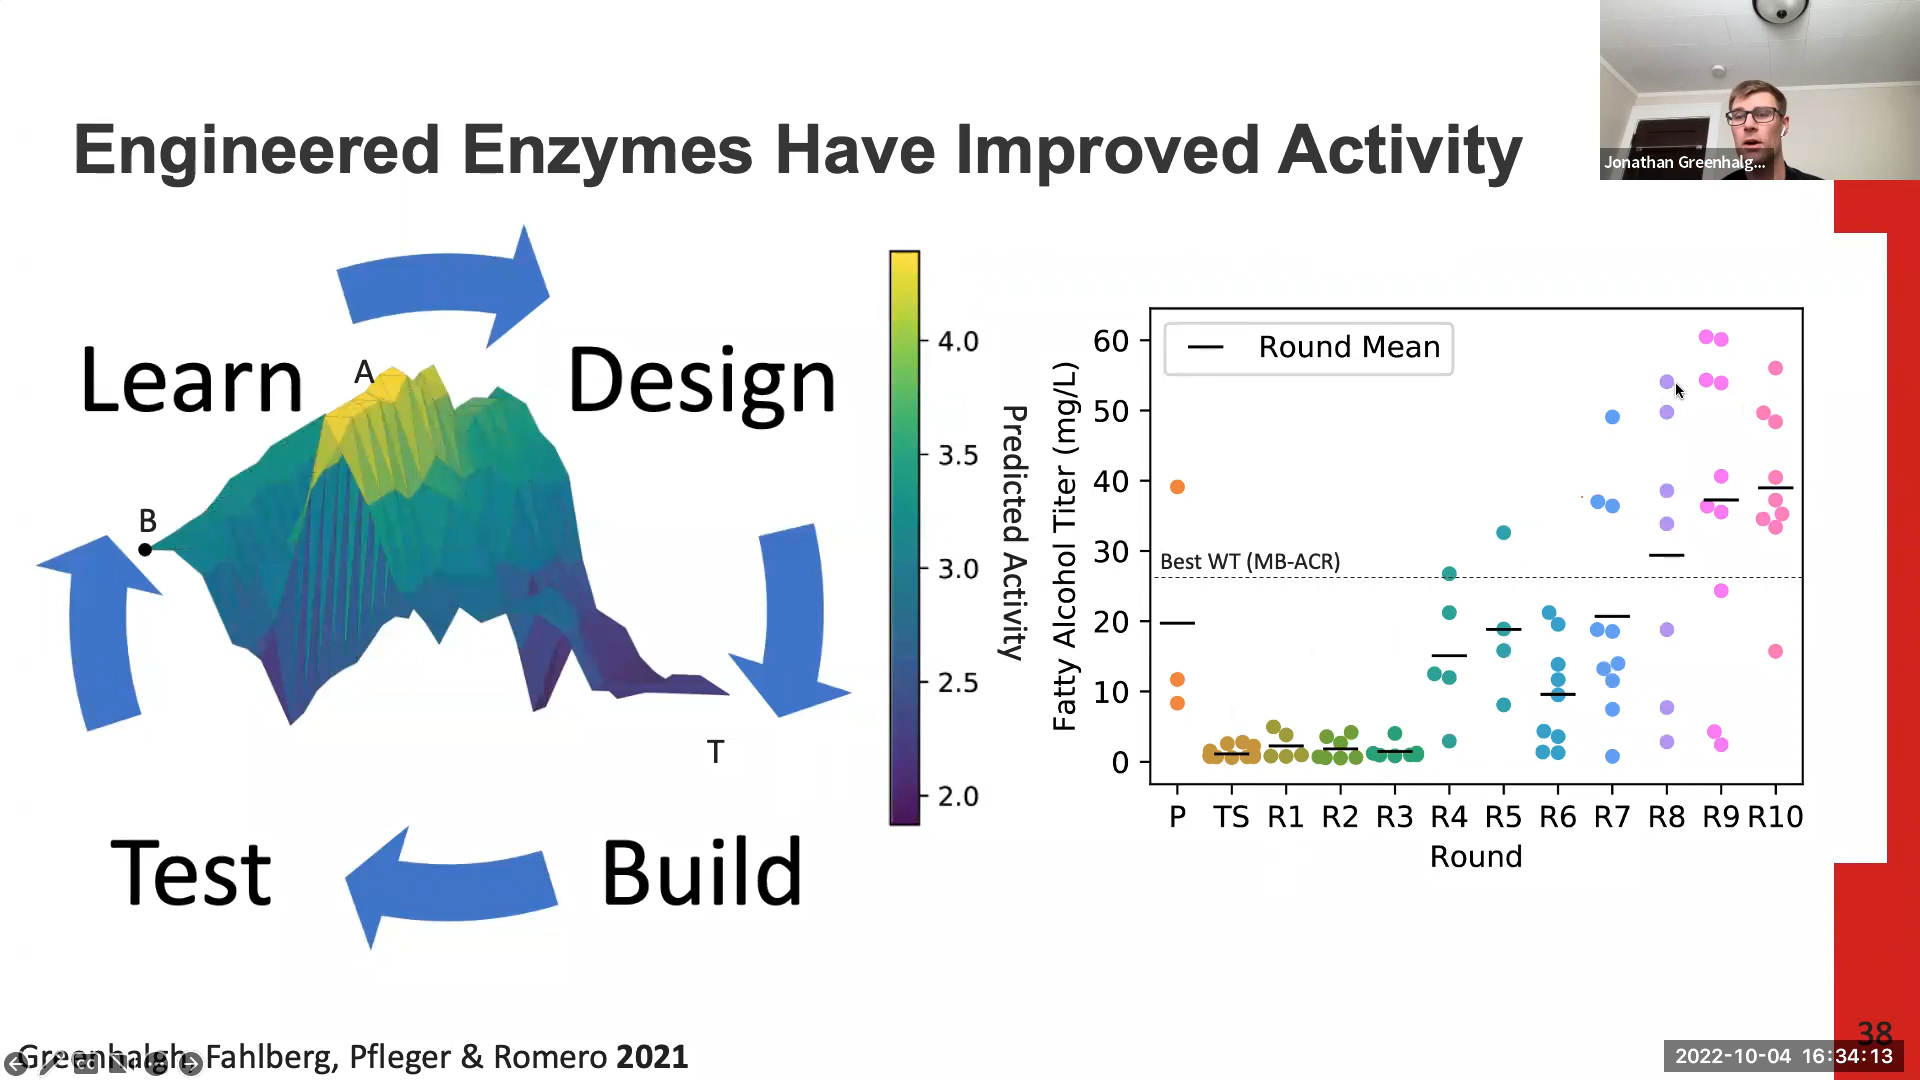 Engineered Enzymes Have Improved Activity
Jonathan Greenhalg...
Learn
Design
Test
Build
A
B
T
4.0
3.5
3.0
2.5
2.0
Predicted Activity
Fatty Alcohol Titer (mg/L)
60
50
40
30
20
10
0
Round Mean
Best WT (MB-ACR)
P TS R1 R2 R3 R4 R5 R6 R7 R8 R9 R10
Round
Greenhalgh, Fahlberg, Pfleger & Romero 2021
38
2022-10-04 16:34:13